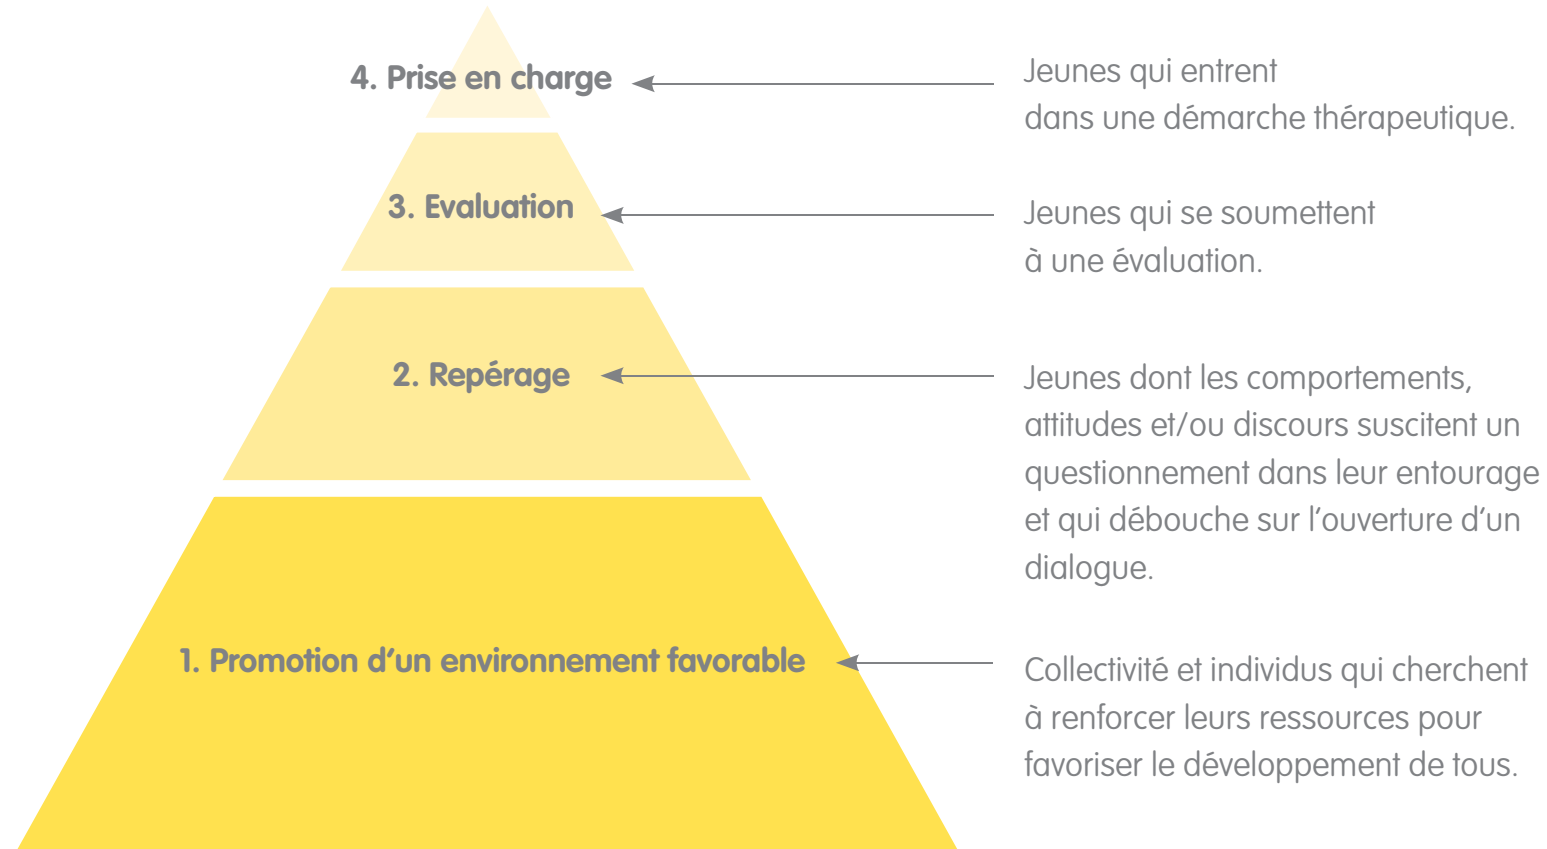 4. Prise en charge
Jeunes qui entrent
dans une démarche thérapeutique.
3. Evaluation
Jeunes qui se soumettent
à une évaluation.
2. Repérage
Jeunes dont les comportements,
attitudes et/ou discours suscitent un
questionnement dans leur entourage
et qui débouche sur l’ouverture d’un
dialogue.
1. Promotion d’un environnement favorable
Collectivité et individus qui cherchent
à renforcer leurs ressources pour
favoriser le développement de tous.